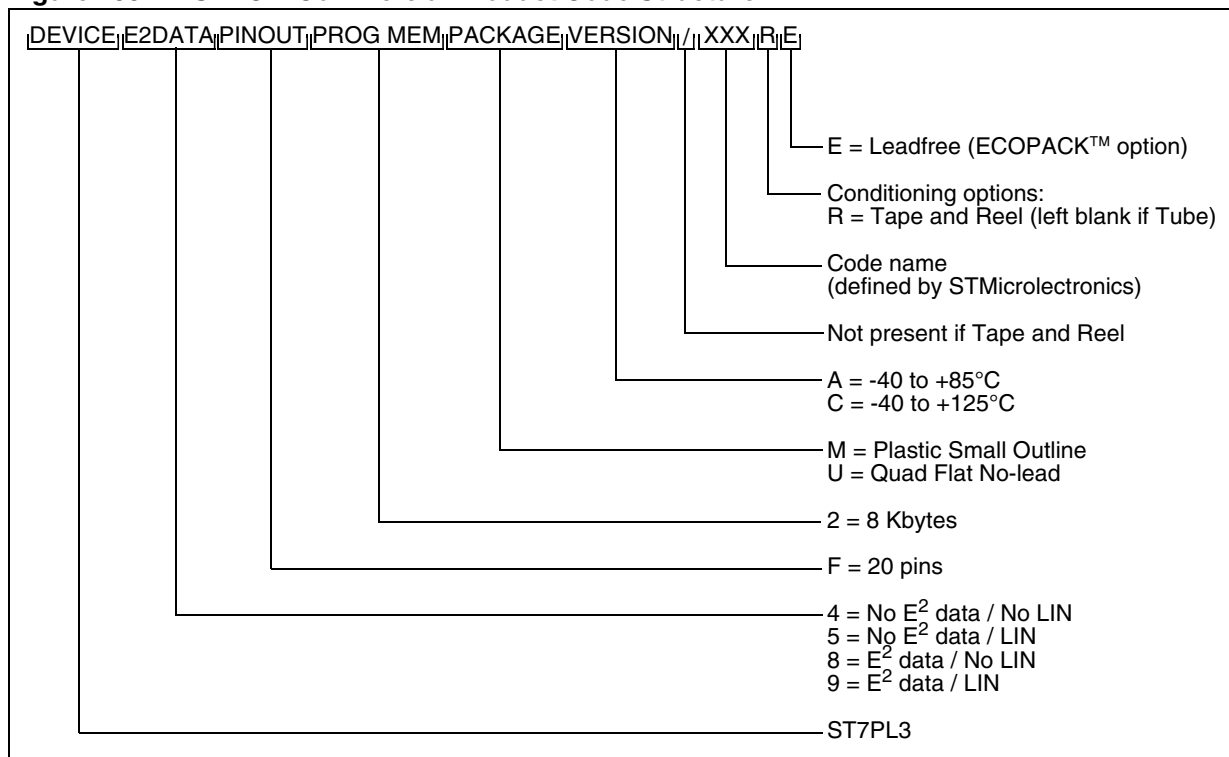 DEVICE E2DATA PINOUT PROG MEM PACKAGE VERSION / XXX R E
E = Leadfree (ECOPACK™ option)
Conditioning options:
R = Tape and Reel (left blank if Tube)
Code name
(defined by STMicrolectronics)
Not present if Tape and Reel
A = -40 to +85°C
C = -40 to +125°C
M = Plastic Small Outline
U = Quad Flat No-lead
2 = 8 Kbytes
F = 20 pins
4 = No E² data / No LIN
5 = No E² data / LIN
8 = E² data / No LIN
9 = E² data / LIN
ST7PL3